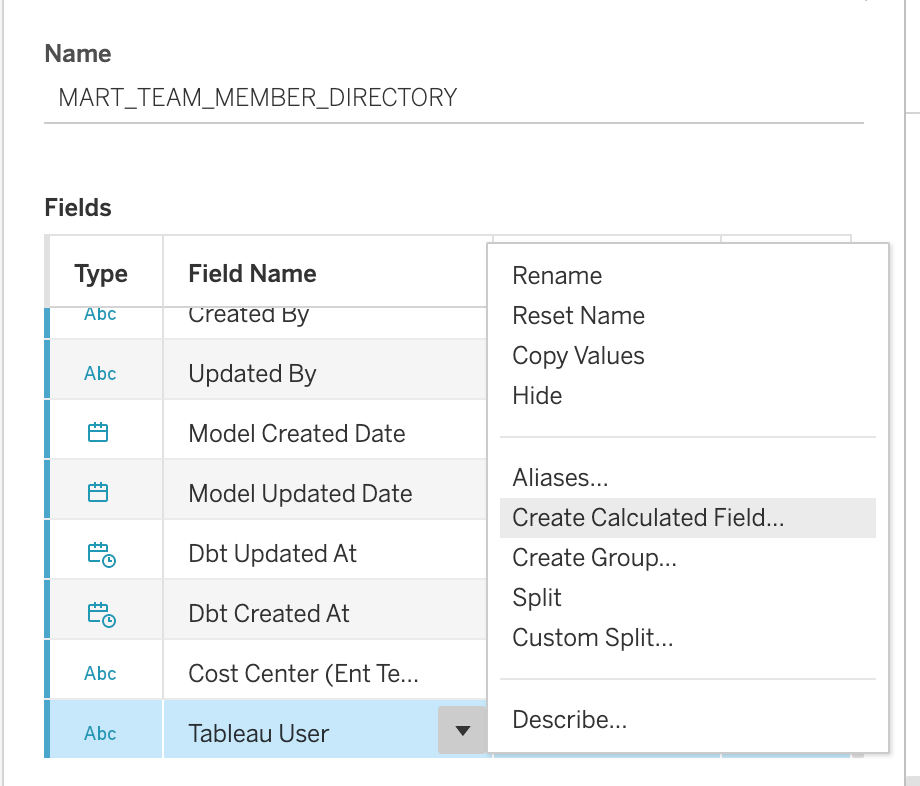 Name
MART_TEAM_MEMBER_DIRECTORY
Fields
Type Field Name
Abc Created By
Abc Updated By
Model Created Date
Model Updated Date
Dbt Updated At
Dbt Created At
Abc Cost Center (Ent Te...
Abc Tableau User
Rename
Reset Name
Copy Values
Hide
Aliases...
Create Calculated Field...
Create Group...
Split
Custom Split...
Describe...